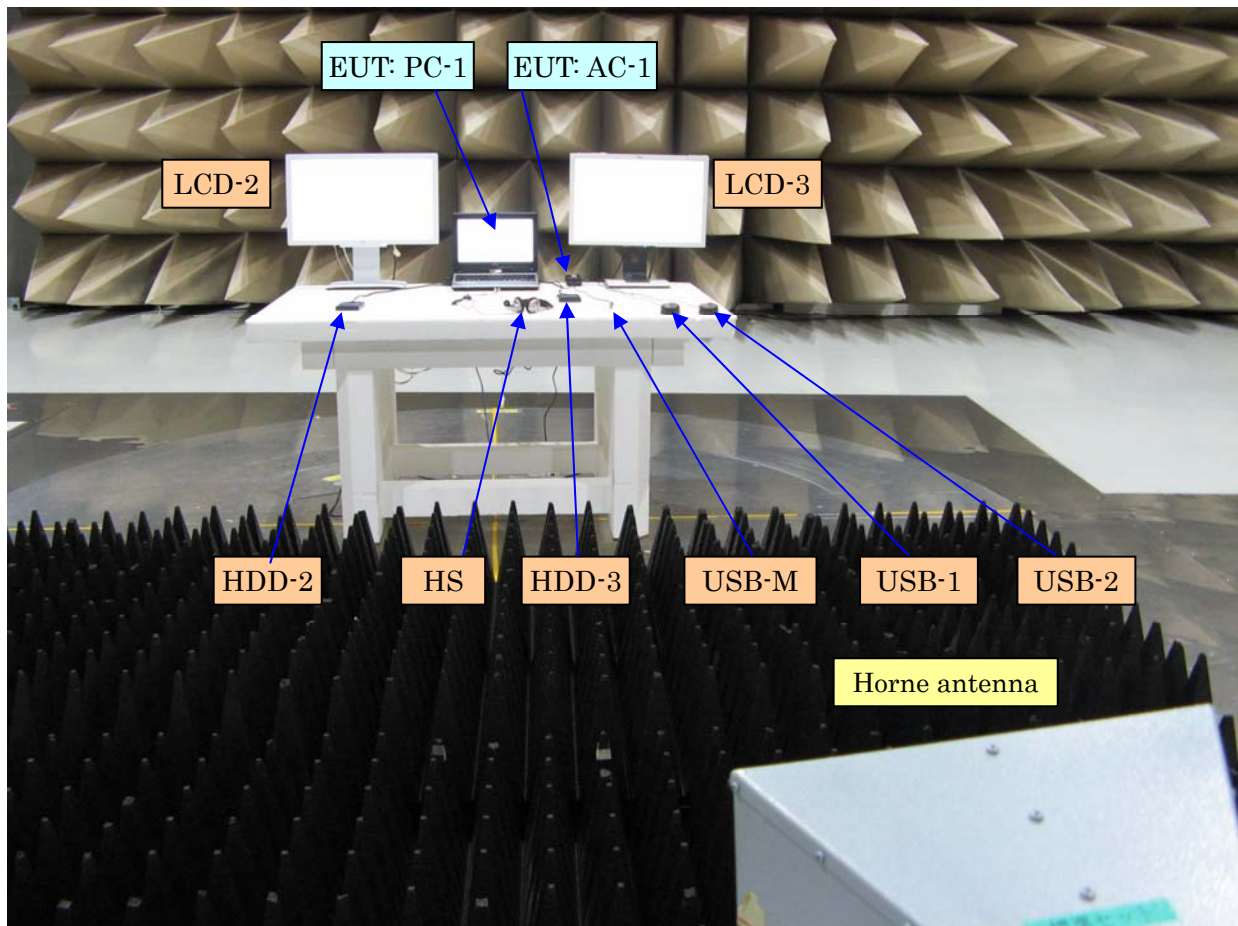 EUT: PC-1
EUT: AC-1
LCD-2
LCD-3
HDD-2
HS
HDD-3
USB-M
USB-1
USB-2
Horne antenna